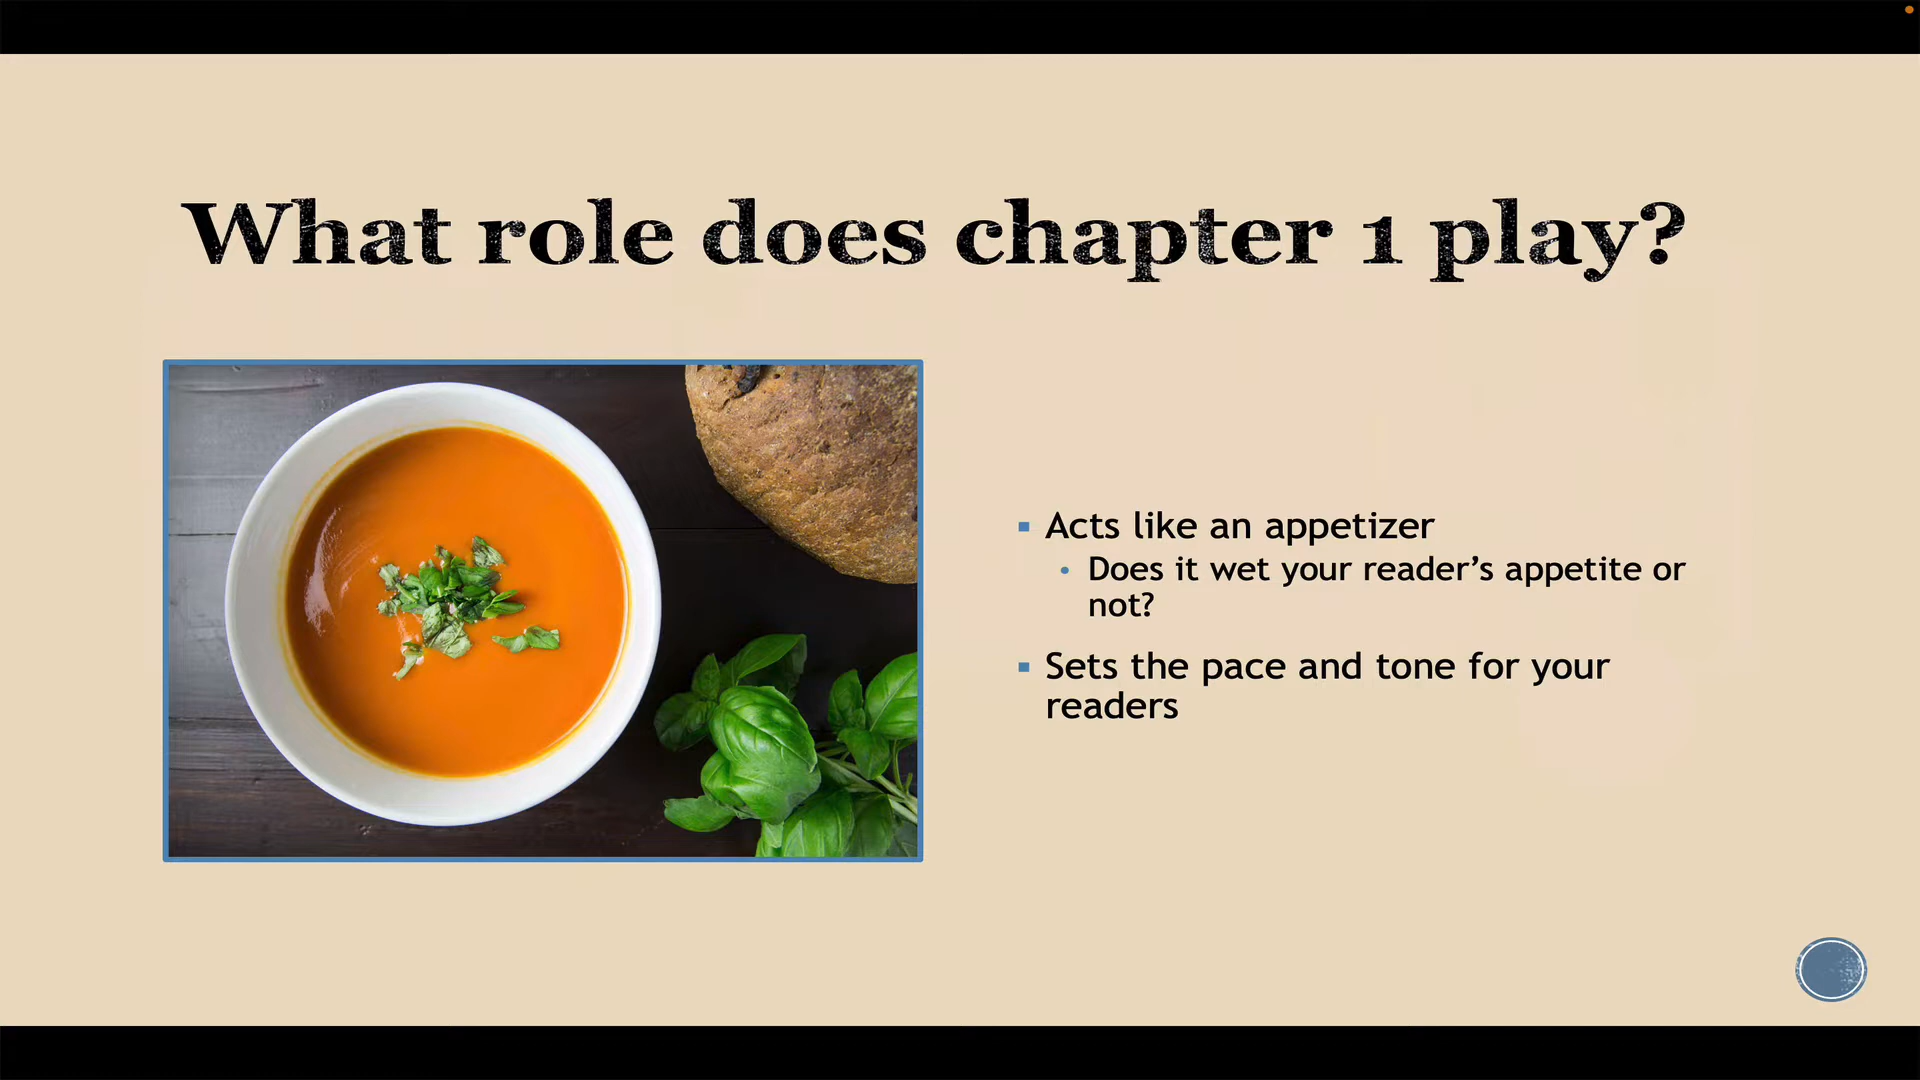 What role does chapter 1 play?
Acts like an appetizer
Does it wet your reader’s appetite or
not?
Sets the pace and tone for your
readers